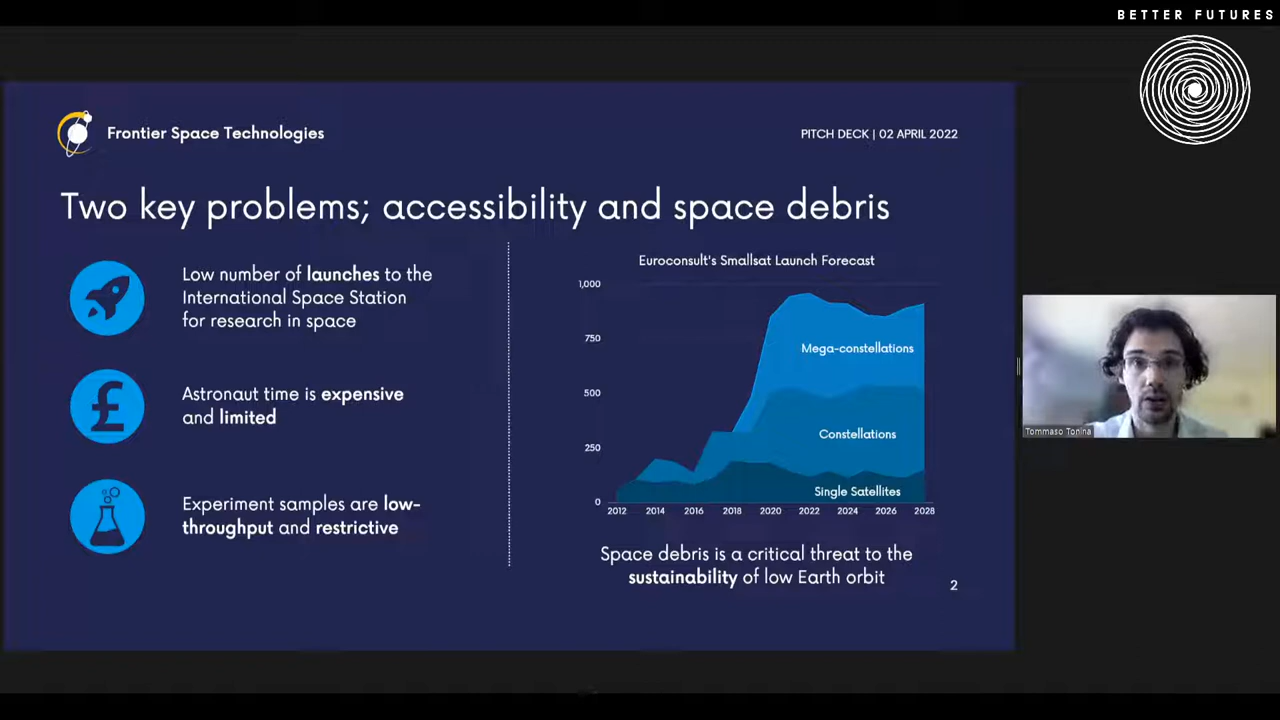 BETTER FUTURES
Frontier Space Technologies
PITCH DECK | 02 APRIL 2022
Two key problems; accessibility and space debris
Low number of launches to the
International Space Station
for research in space
Astronaut time is expensive
and limited
Experiment samples are low-
throughput and restrictive
Euroconsult's Smallsat Launch Forecast
1,000
750
500
250
0
Mega-constellations
Constellations
Single Satellites
2012 2014 2016 2018 2020 2022 2024 2026 2028
Space debris is a critical threat to the
sustainability of low Earth orbit
2
Tommaso Tonina